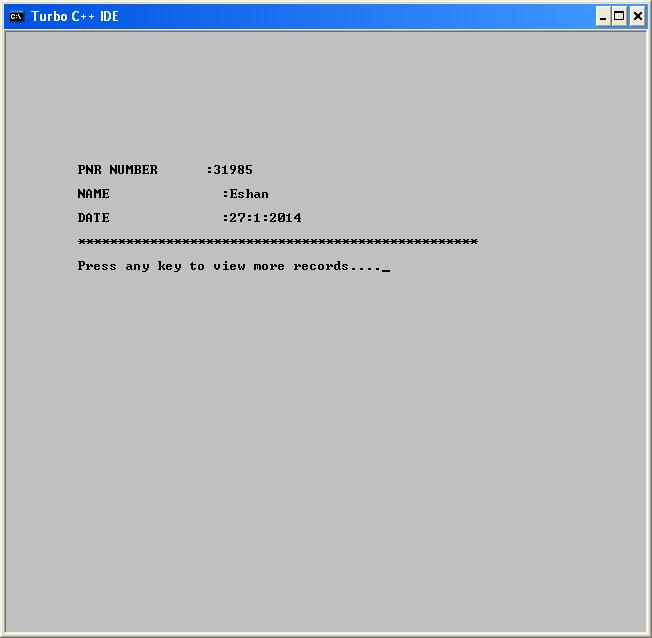 Turbo C++ IDE
PNR NUMBER      :31985
NAME              :Eshan
DATE              :27:1:2014
**************************************************
Press any key to view more records...._